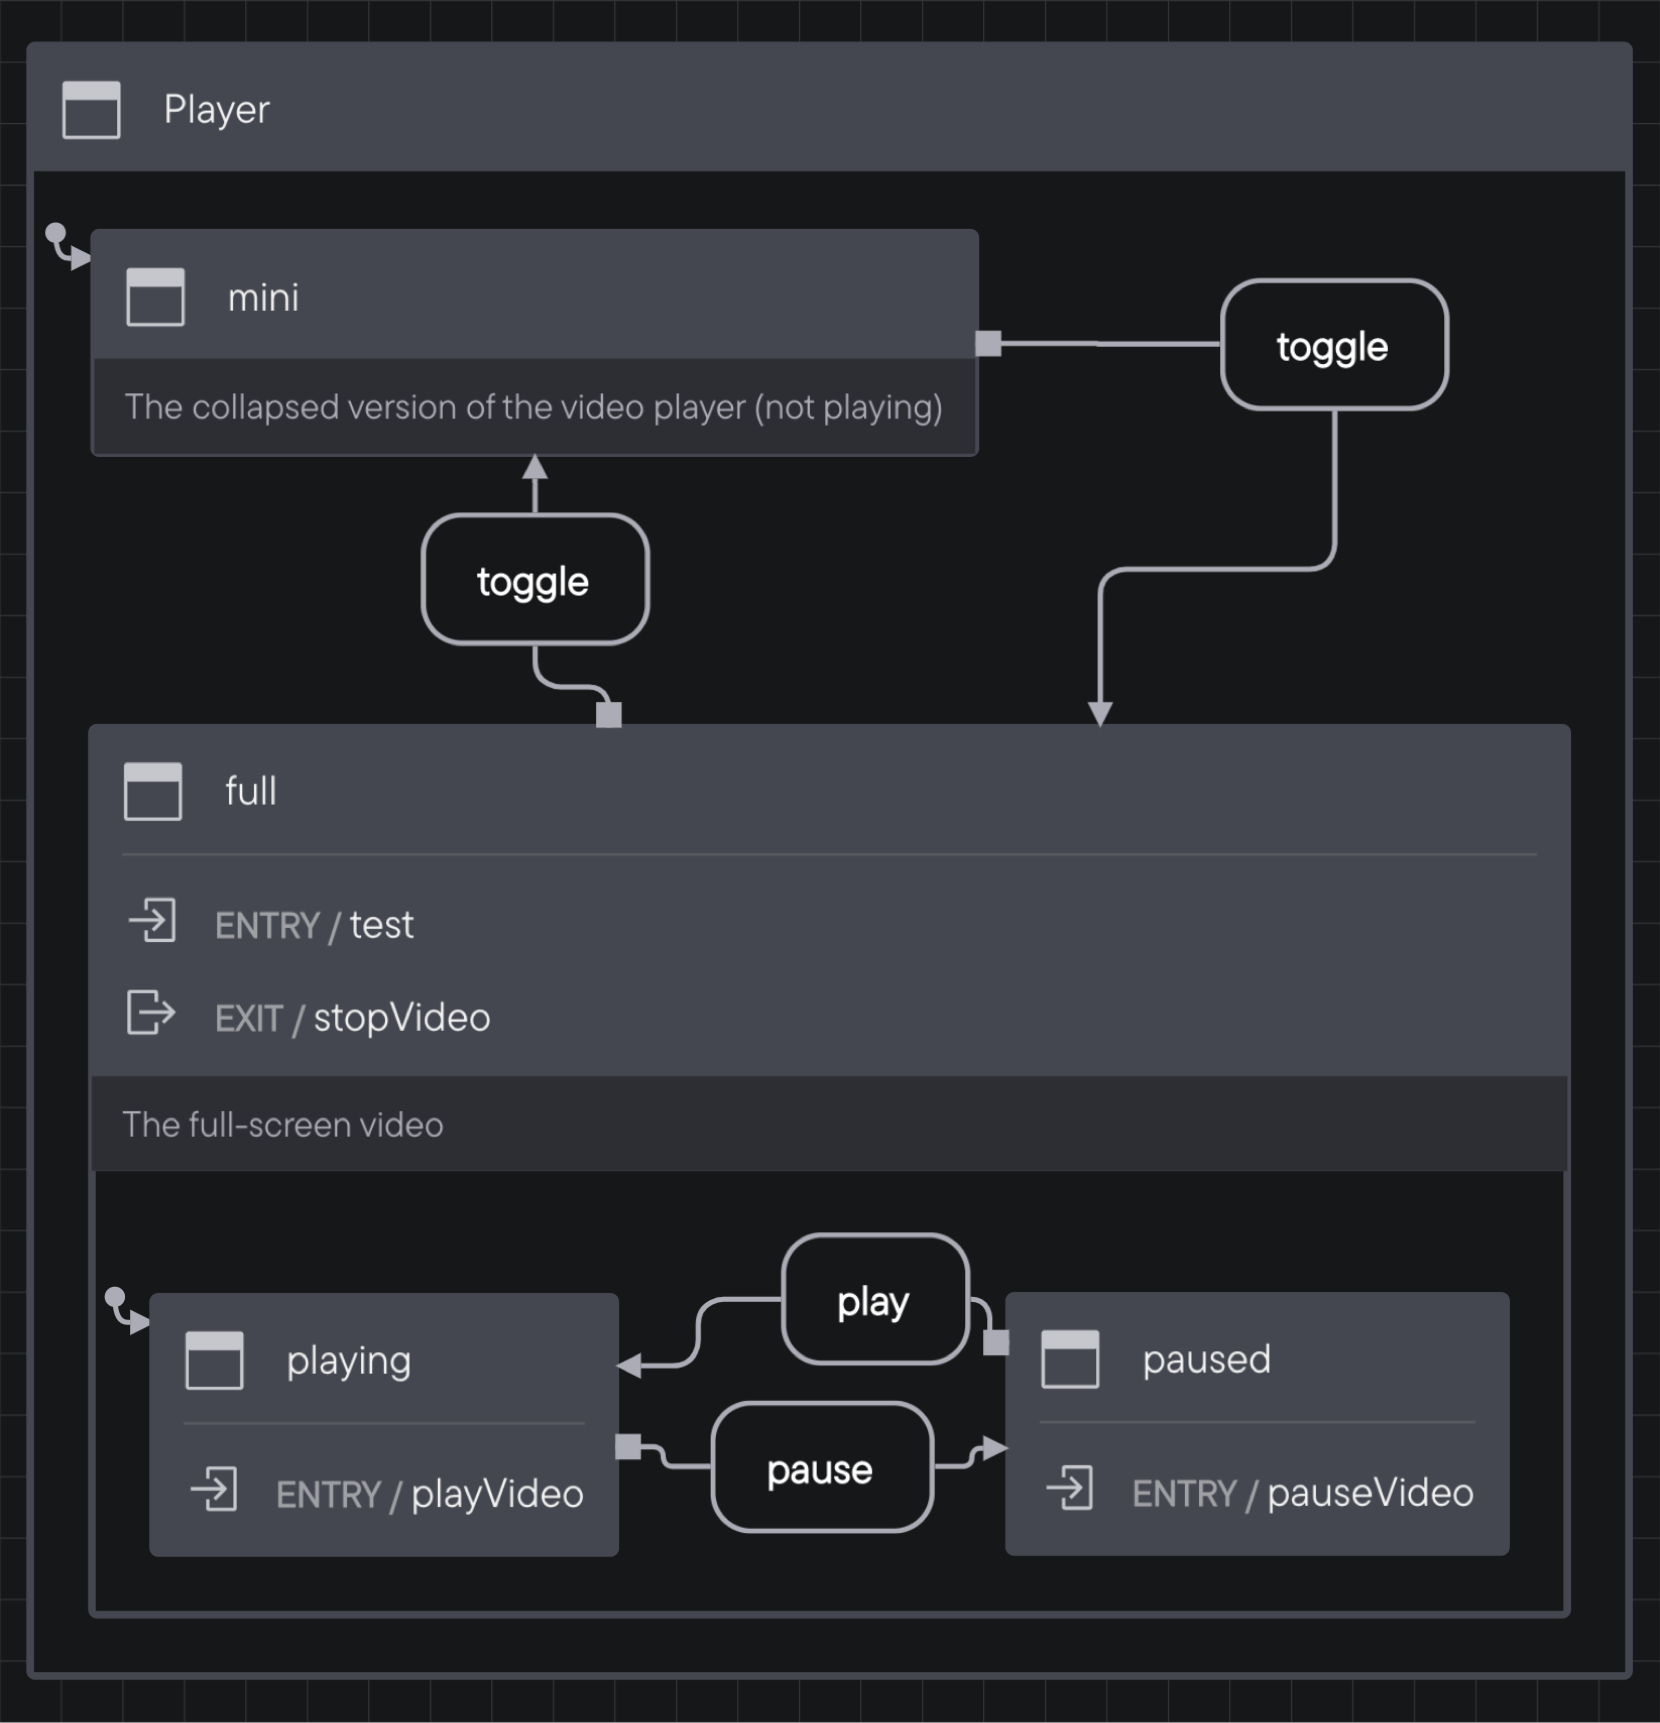 Player
mini
The collapsed version of the video player (not playing)
toggle
toggle
full
ENTRY / test
EXIT / stopVideo
The full-screen video
playing
ENTRY / playVideo
play
pause
paused
ENTRY / pauseVideo